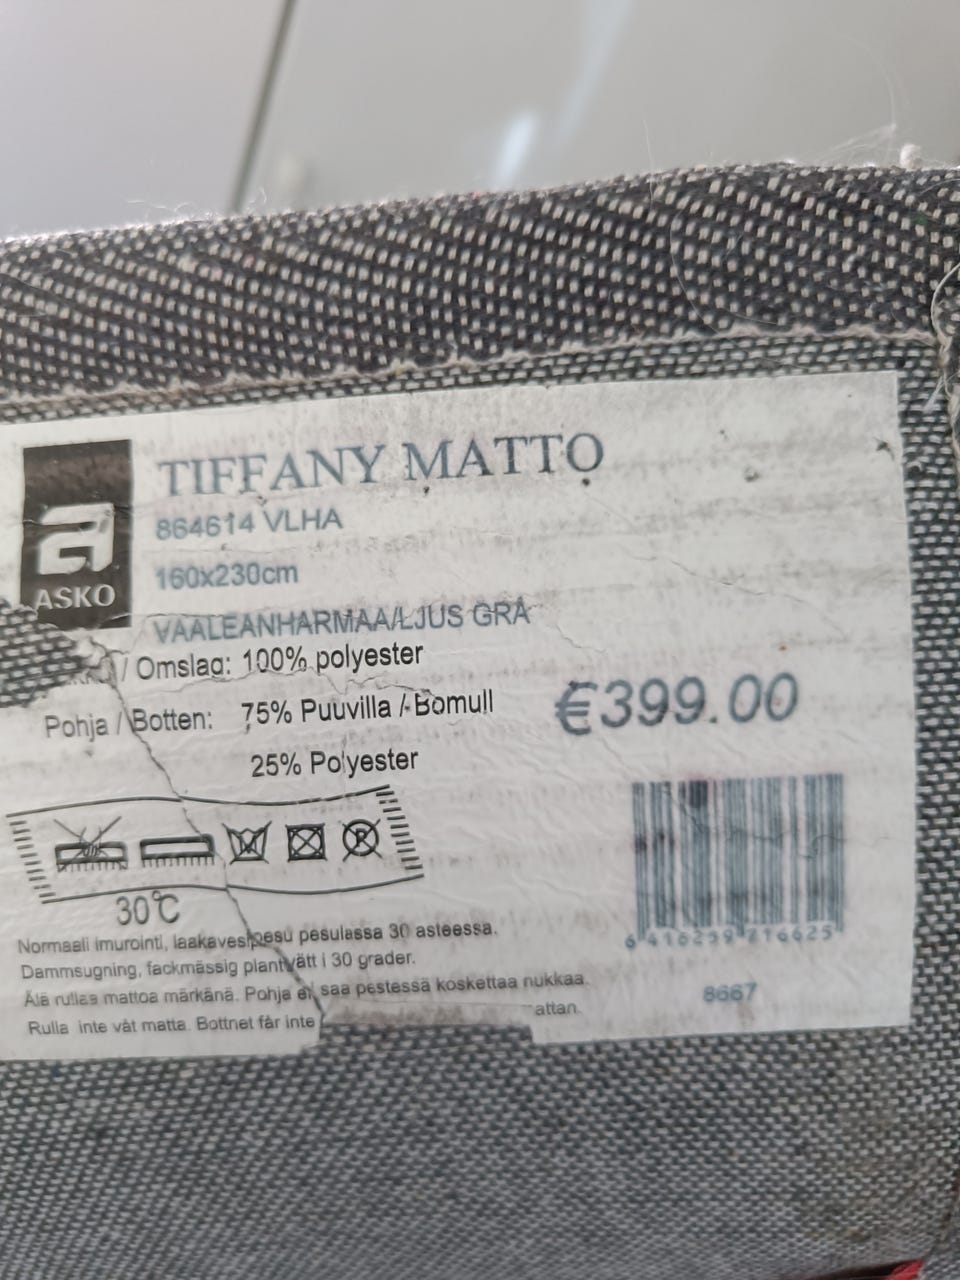 TIFFANY MATTO
864614 VLHA
ASKO
160x230cm
VAALEANHARMAA/LJUS GRÅ
/ Omslag: 100% polyester
Pohja / Botten: 75% Puuvilla / Bomull
25% Polyester
€399.00
30°C
Normaali imurointi, laakavesipesu pesulassa 30 asteessa.
Dammsugning, fackmässig plantvätt i 30 grader.
Älä rullaa mattoa märkänä. Pohja ei saa pestessä koskettaa nukkaa.
Rulla inte våt matta. Bottnet får inte
attan.
8667